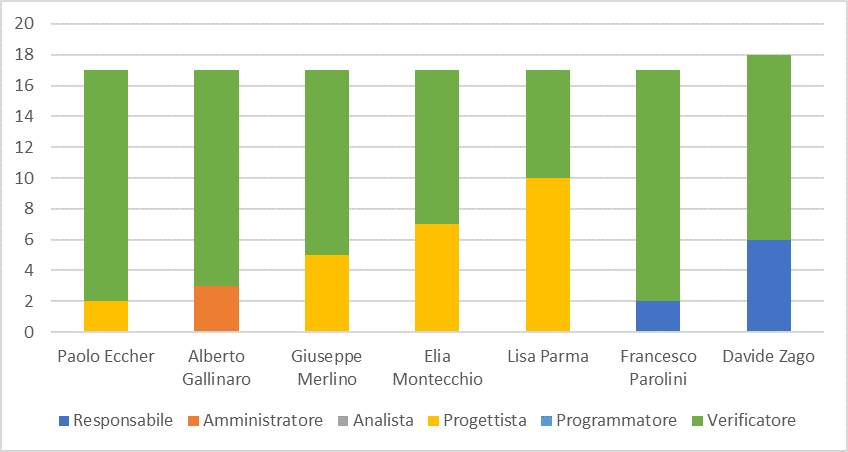 20
18
16
14
12
10
8
6
4
2
0
Paolo Eccher
Alberto
Gallinaro
Giuseppe
Merlino
Elia
Montecchio
Lisa Parma
Francesco
Parolini
Davide Zago
Responsabile Amministratore Analista Progettista Programmatore Verificatore